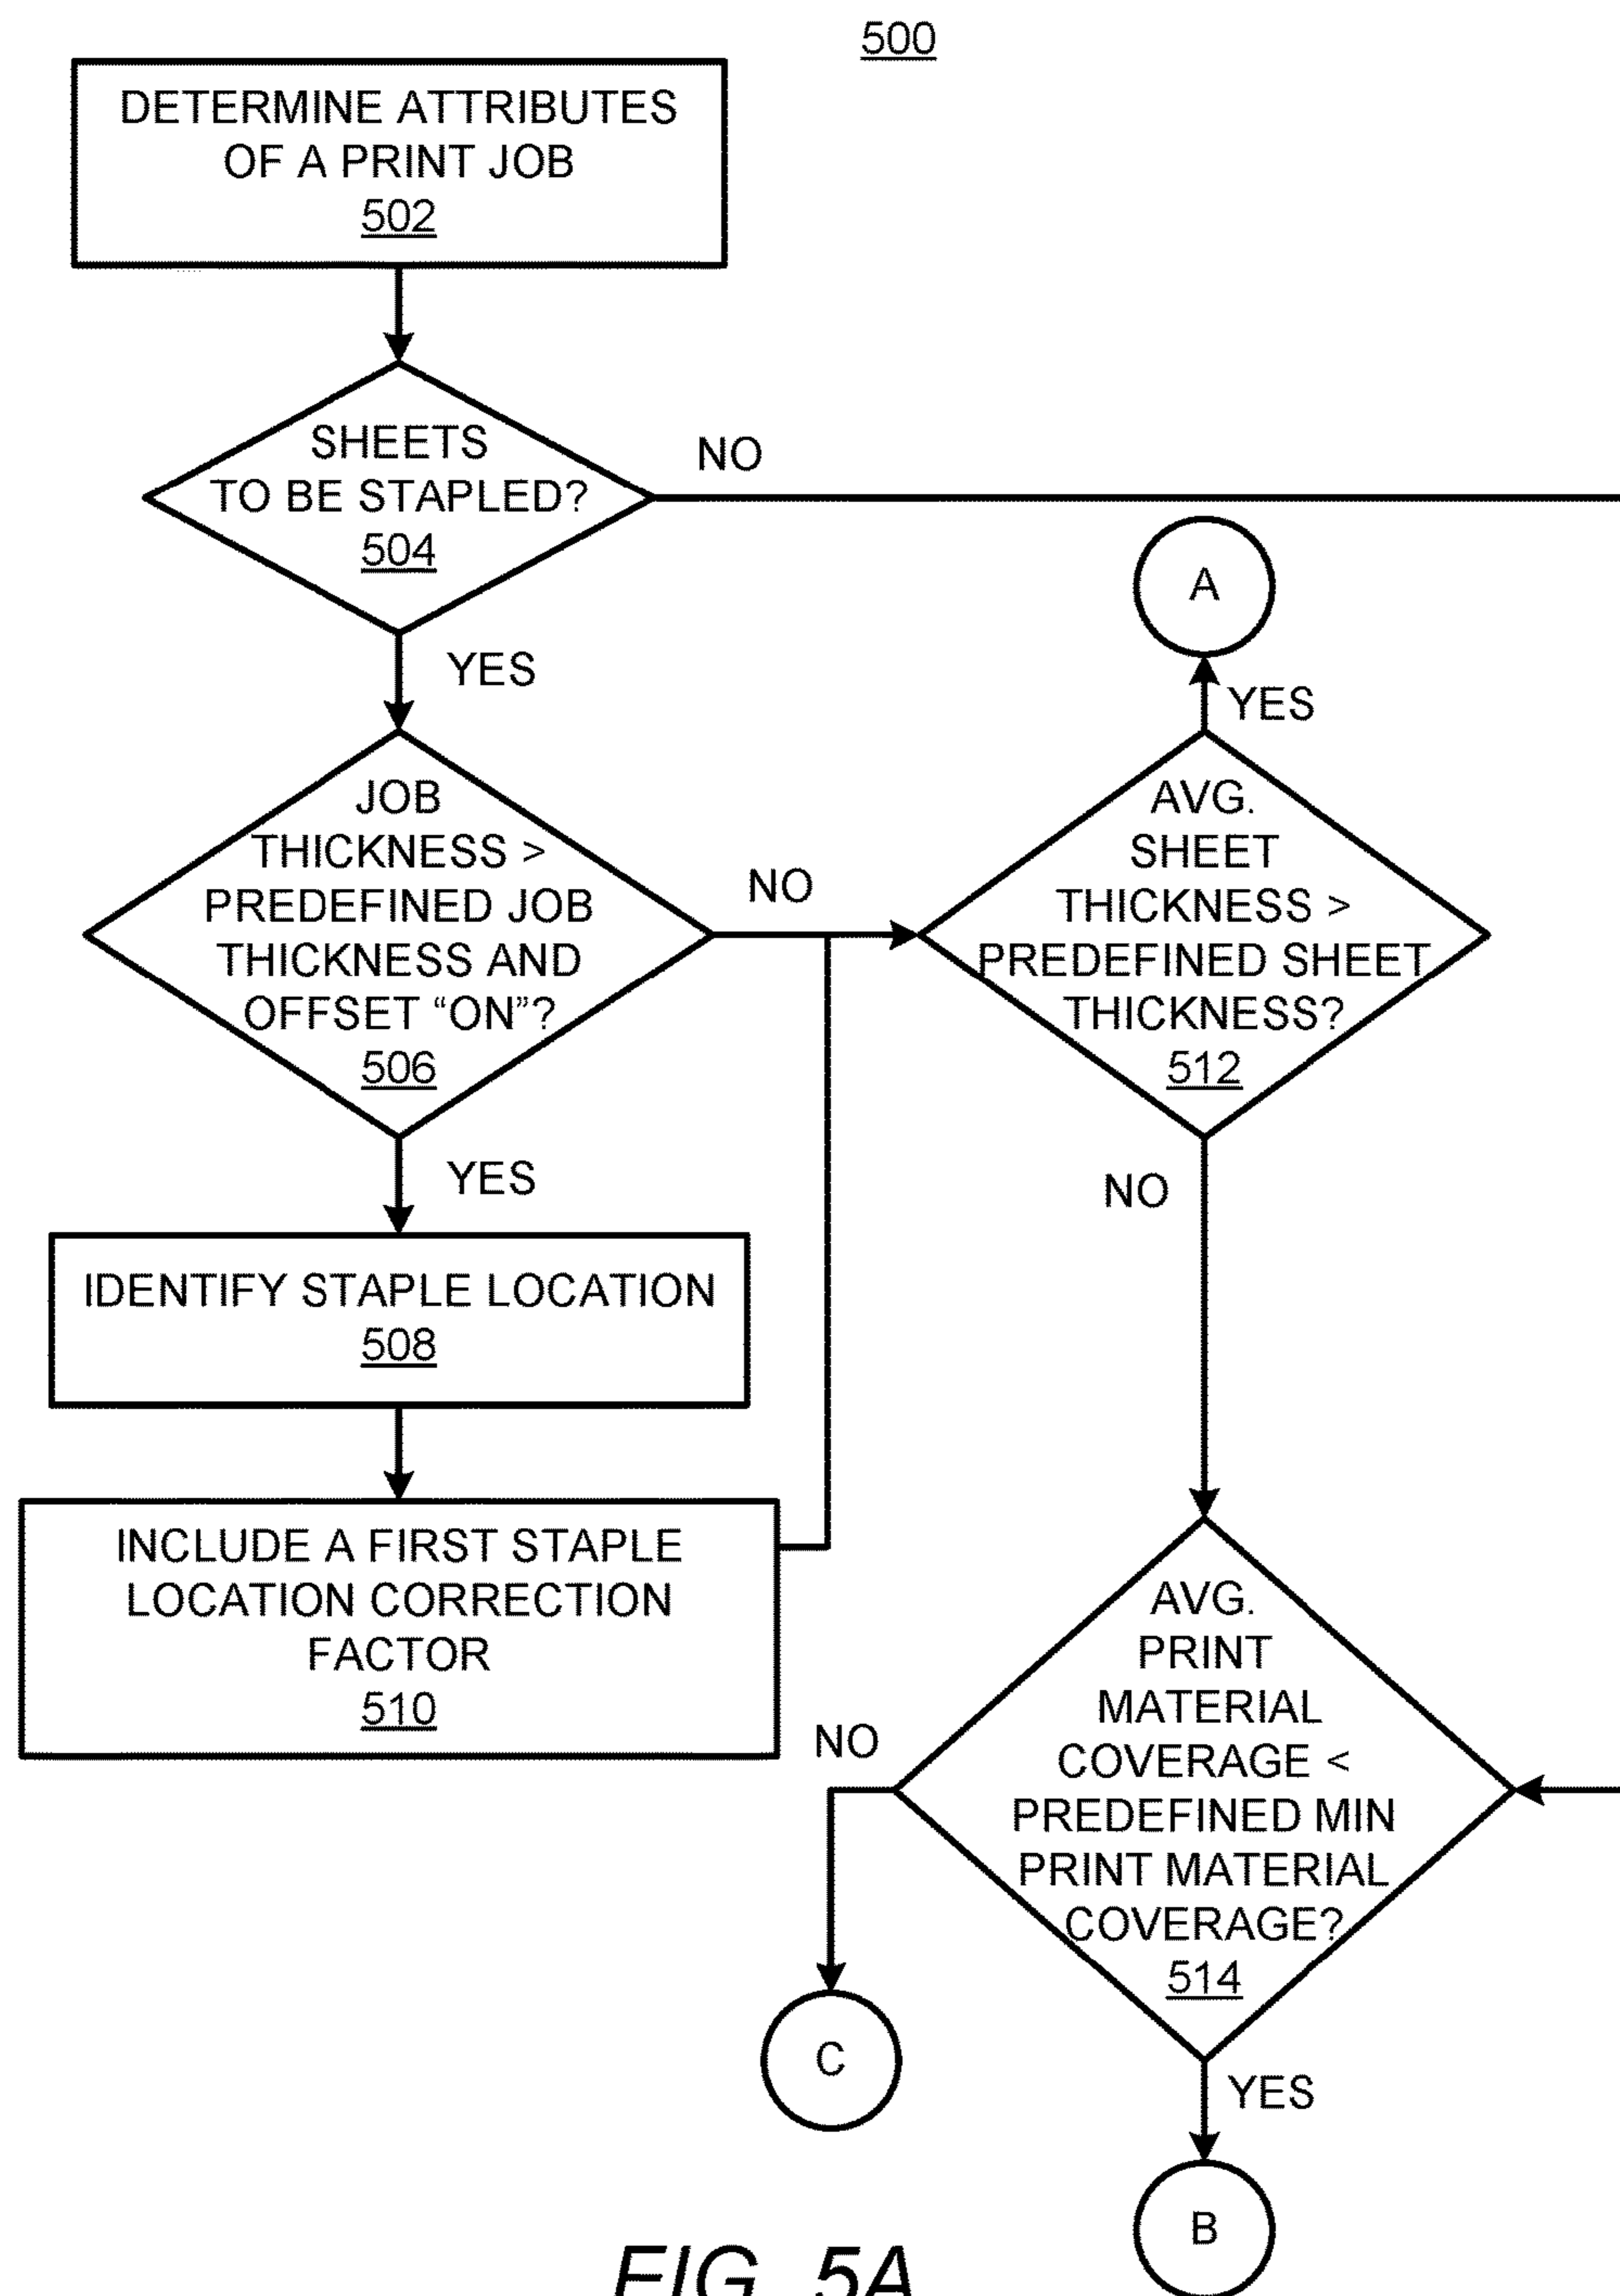 500
DETERMINE ATTRIBUTES
OF A PRINT JOB
502
SHEETS
TO BE STAPLED?
504
NO
YES
JOB
THICKNESS >
PREDEFINED JOB
THICKNESS AND
OFFSET “ON”?
506
NO
YES
IDENTIFY STAPLE LOCATION
508
INCLUDE A FIRST STAPLE
LOCATION CORRECTION
FACTOR
510
A
YES
AVG.
SHEET
THICKNESS >
PREDEFINED SHEET
THICKNESS?
512
NO
AVG.
PRINT
MATERIAL
COVERAGE <
PREDEFINED MIN
PRINT MATERIAL
COVERAGE?
514
NO
C
YES
B
FIG. 5A